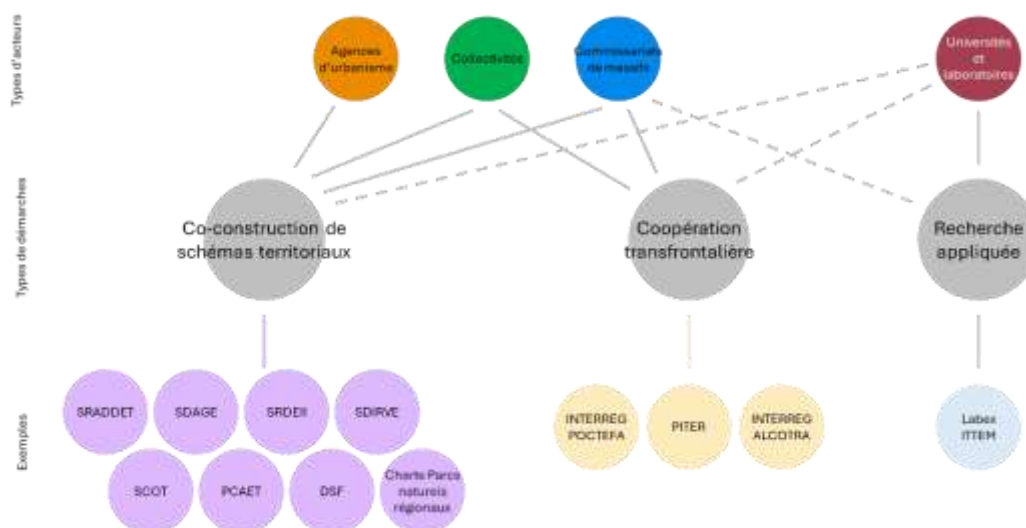 Types d'acteurs
Agences
d'urbanisme
Collectivités
Commissariats
de massifs
Universités
et
laboratoires
Types de démarches
Co-construction de
schémas territoriaux
Coopération
transfrontalière
Recherche
appliquée
Exemples
SRADDET
SDAGE
SRDEII
SDIRVE
INTERREG
POCTEFA
PITER
INTERREG
ALCOTRA
Labex
ITTEM
SCOT
PCAET
DSF
Charte Parcs
naturels
régionaux